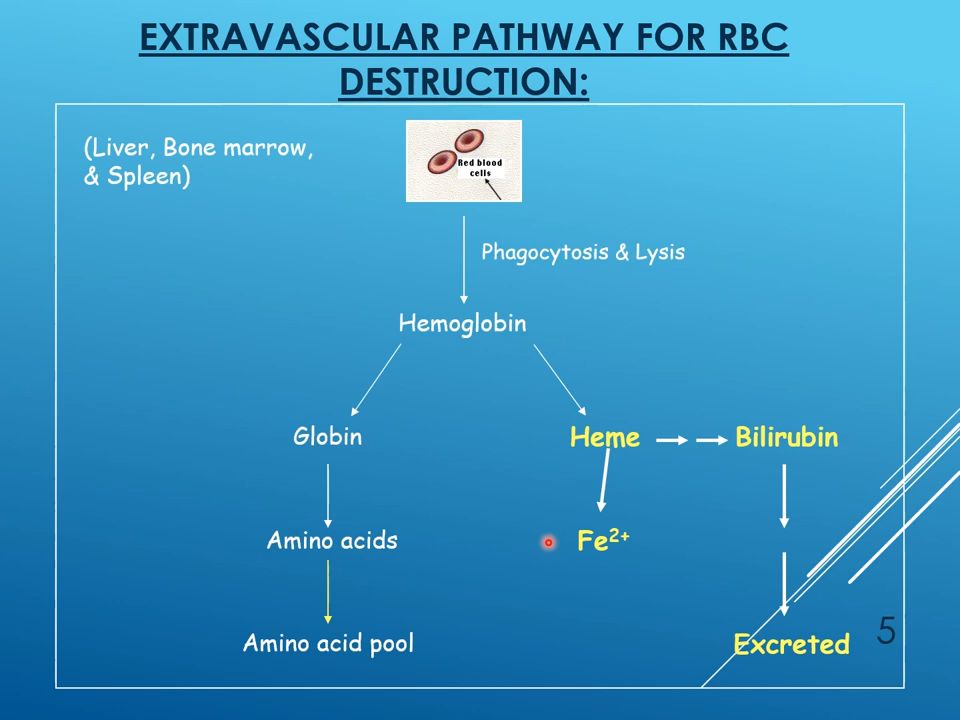 EXTRAVASCULAR PATHWAY FOR RBC
DESTRUCTION:
(Liver, Bone marrow,
& Spleen)
Red blood
cells
Phagocytosis & Lysis
Hemoglobin
Globin
Heme
Bilirubin
Amino acids
Fe²⁺
Amino acid pool
Excreted
5